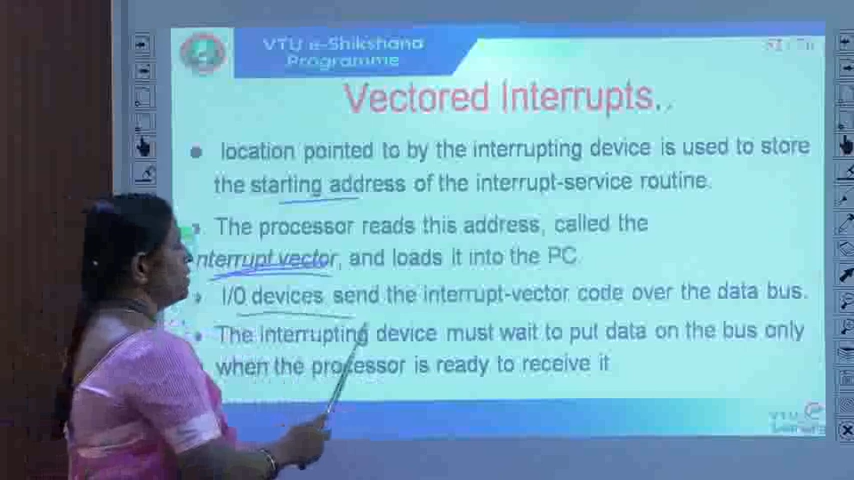 VTU e-Shikshana
Programme
Vectored Interrupts..
location pointed to by the interrupting device is used to store
the starting address of the interrupt-service routine.
The processor reads this address, called the
nterrupt vector, and loads it into the PC
I/O devices send the interrupt-vector code over the data bus.
The interrupting device must wait to put data on the bus only
when the processor is ready to receive it
VTU